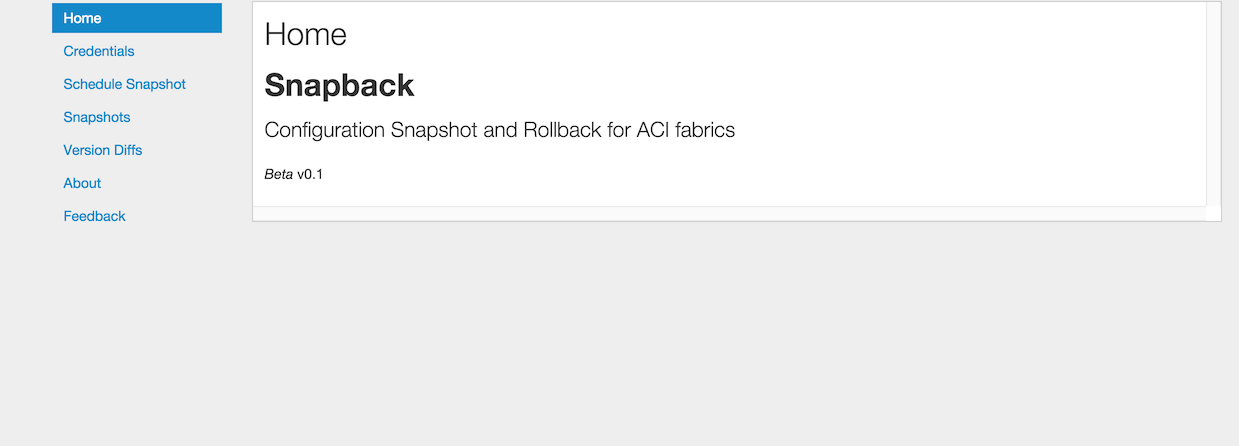 Home
Credentials
Schedule Snapshot
Snapshots
Version Diffs
About
Feedback
Home
Snapback
Configuration Snapshot and Rollback for ACI fabrics
Beta v0.1